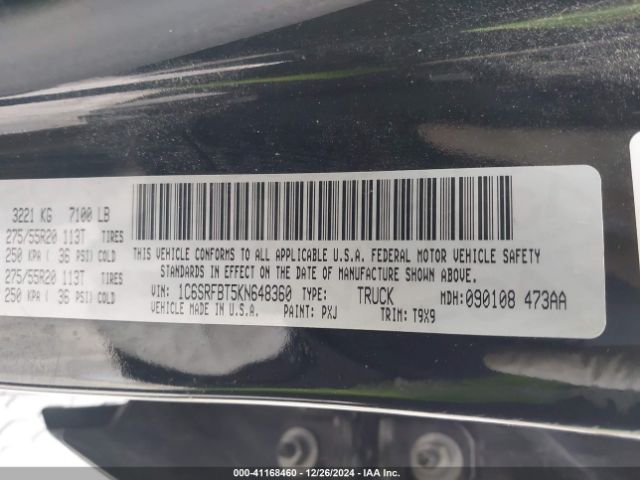 3221 KG 7100 LB
275/55R20 113T TIRES
250 KPA ( 36 PSI) COLD
275/55R20 113T TIRES
250 KPA ( 36 PSI) COLD
THIS VEHICLE CONFORMS TO ALL APPLICABLE U.S.A. FEDERAL MOTOR VEHICLE SAFETY
STANDARDS IN EFFECT ON THE DATE OF MANUFACTURE SHOWN ABOVE.
VIN: 1C6SRFBT5KN648360 TYPE: TRUCK MDH: 090108 473AA
VEHICLE MADE IN U.S.A. PAINT: PXJ TRIM: T9X9
000-41168460 - 12/26/2024 - IAA Inc.